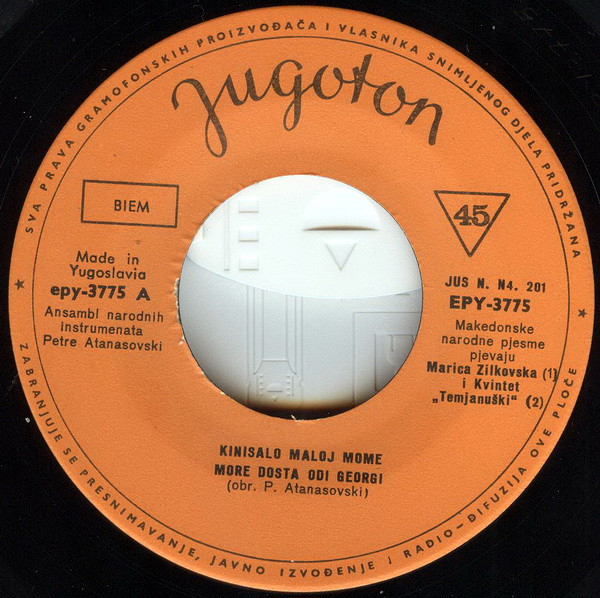 SVA PRAVA GRAMOFONSKIH PROIZVOĐAČA I VLASNIKA SNIMLJENOG DJELA PRIDRŽANA
Jugoton
BIEM
45
Made in
Yugoslavia
epy-3775 A
Ansambl narodnih
instrumenata
Petre Atanasovski
JUS N. N4. 201
EPY-3775
Makedonske
narodne pjesme
pjevaju
Marica Zilkovska (1)
i Kvintet
„Temjanuški" (2)
KINISALO MALOJ MOME
MORE DOSTA ODI GEORGI
(obr. P. Atanasovski)
ZABRANJUJE SE PRESNIMAVANJE, JAVNO IZVOĐENJE I RADIO-DIFUZIJA OVE PLOČE